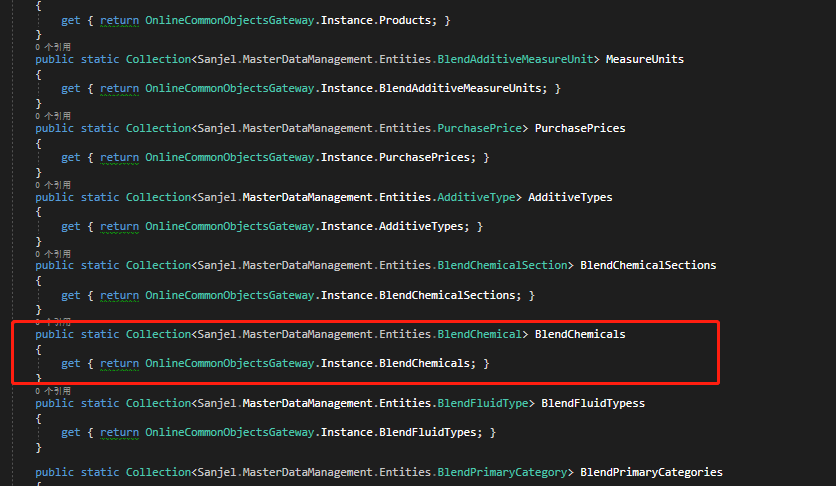 {
get { return OnlineCommonObjectsGateway.Instance.Products; }
}
0 个引用
public static Collection<Sanjel.MasterDataManagement.Entities.BlendAdditiveMeasureUnit> MeasureUnits
{
get { return OnlineCommonObjectsGateway.Instance.BlendAdditiveMeasureUnits; }
}
0 个引用
public static Collection<Sanjel.MasterDataManagement.Entities.PurchasePrice> PurchasePrices
{
get { return OnlineCommonObjectsGateway.Instance.PurchasePrices; }
}
0 个引用
public static Collection<Sanjel.MasterDataManagement.Entities.AdditiveType> AdditiveTypes
{
get { return OnlineCommonObjectsGateway.Instance.AdditiveTypes; }
}
0 个引用
public static Collection<Sanjel.MasterDataManagement.Entities.BlendChemicalSection> BlendChemicalSections
{
get { return OnlineCommonObjectsGateway.Instance.BlendChemicalSections; }
}
0 个引用
public static Collection<Sanjel.MasterDataManagement.Entities.BlendChemical> BlendChemicals
{
get { return OnlineCommonObjectsGateway.Instance.BlendChemicals; }
}
0 个引用
public static Collection<Sanjel.MasterDataManagement.Entities.BlendFluidType> BlendFluidTypess
{
get { return OnlineCommonObjectsGateway.Instance.BlendFluidTypes; }
}
public static Collection<Sanjel.MasterDataManagement.Entities.BlendPrimaryCategory> BlendPrimaryCategories
{